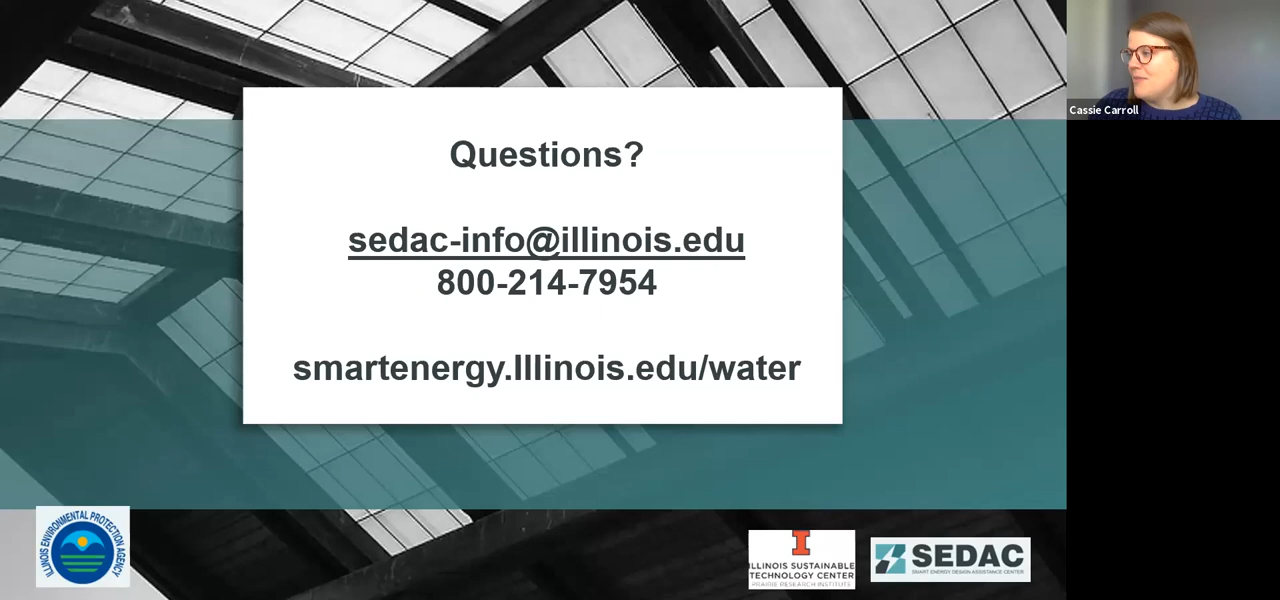 Cassie Carroll
Questions?
sedac-info@illinois.edu
800-214-7954
smartenergy.Illinois.edu/water
ILLINOIS ENVIRONMENTAL PROTECTION AGENCY
ILLINOIS SUSTAINABLE
TECHNOLOGY CENTER
PRAIRIE RESEARCH INSTITUTE
SEDAC
SMART ENERGY DESIGN ASSISTANCE CENTER